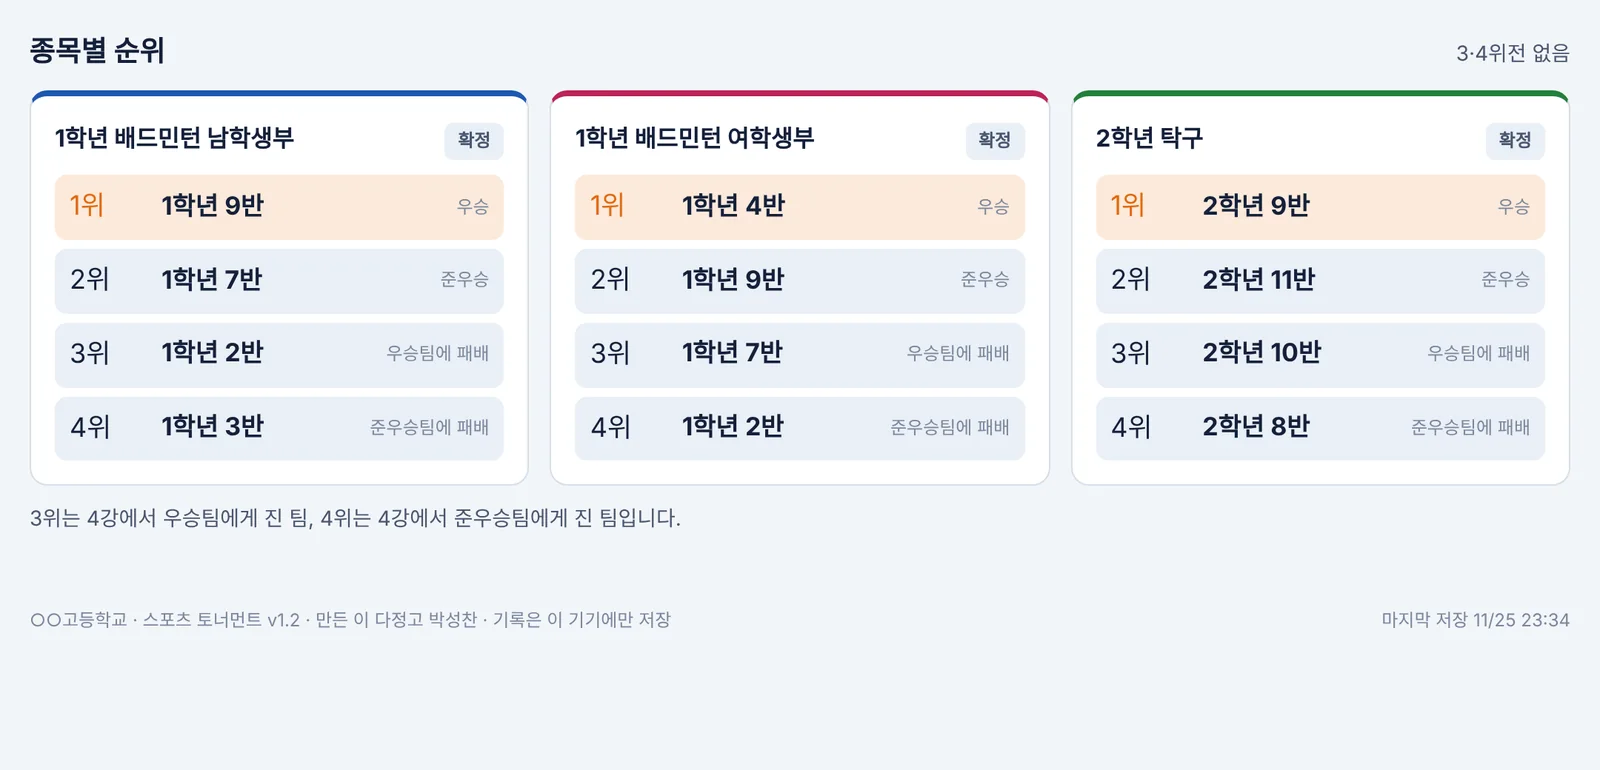 종목별 순위
3·4위전 없음
1학년 배드민턴 남학생부
확정
1위 1학년 9반 우승
2위 1학년 7반 준우승
3위 1학년 2반 우승팀에 패배
4위 1학년 3반 준우승팀에 패배
1학년 배드민턴 여학생부
확정
1위 1학년 4반 우승
2위 1학년 9반 준우승
3위 1학년 7반 우승팀에 패배
4위 1학년 2반 준우승팀에 패배
2학년 탁구
확정
1위 2학년 9반 우승
2위 2학년 11반 준우승
3위 2학년 10반 우승팀에 패배
4위 2학년 8반 준우승팀에 패배
3위는 4강에서 우승팀에게 진 팀, 4위는 4강에서 준우승팀에게 진 팀입니다.
○○고등학교 · 스포츠 토너먼트 v1.2 · 만든 이 다정고 박성찬 · 기록은 이 기기에만 저장
마지막 저장 11/25 23:34